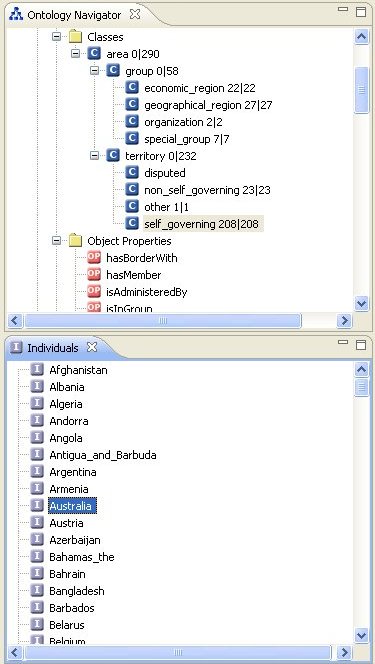 Ontology Navigator
Classes
area 0|290
group 0|58
economic_region 22|22
geographical_region 27|27
organization 2|2
special_group 7|7
territory 0|232
disputed
non_self_governing 23|23
other 1|1
self_governing 208|208
Object Properties
OP hasBorderWith
OP hasMember
OP isAdministeredBy
OP isInGroup
Individuals
Afghanistan
Albania
Algeria
Andorra
Angola
Antigua_and_Barbuda
Argentina
Armenia
Australia
Austria
Azerbaijan
Bahamas_the
Bahrain
Bangladesh
Barbados
Belarus
Belgium